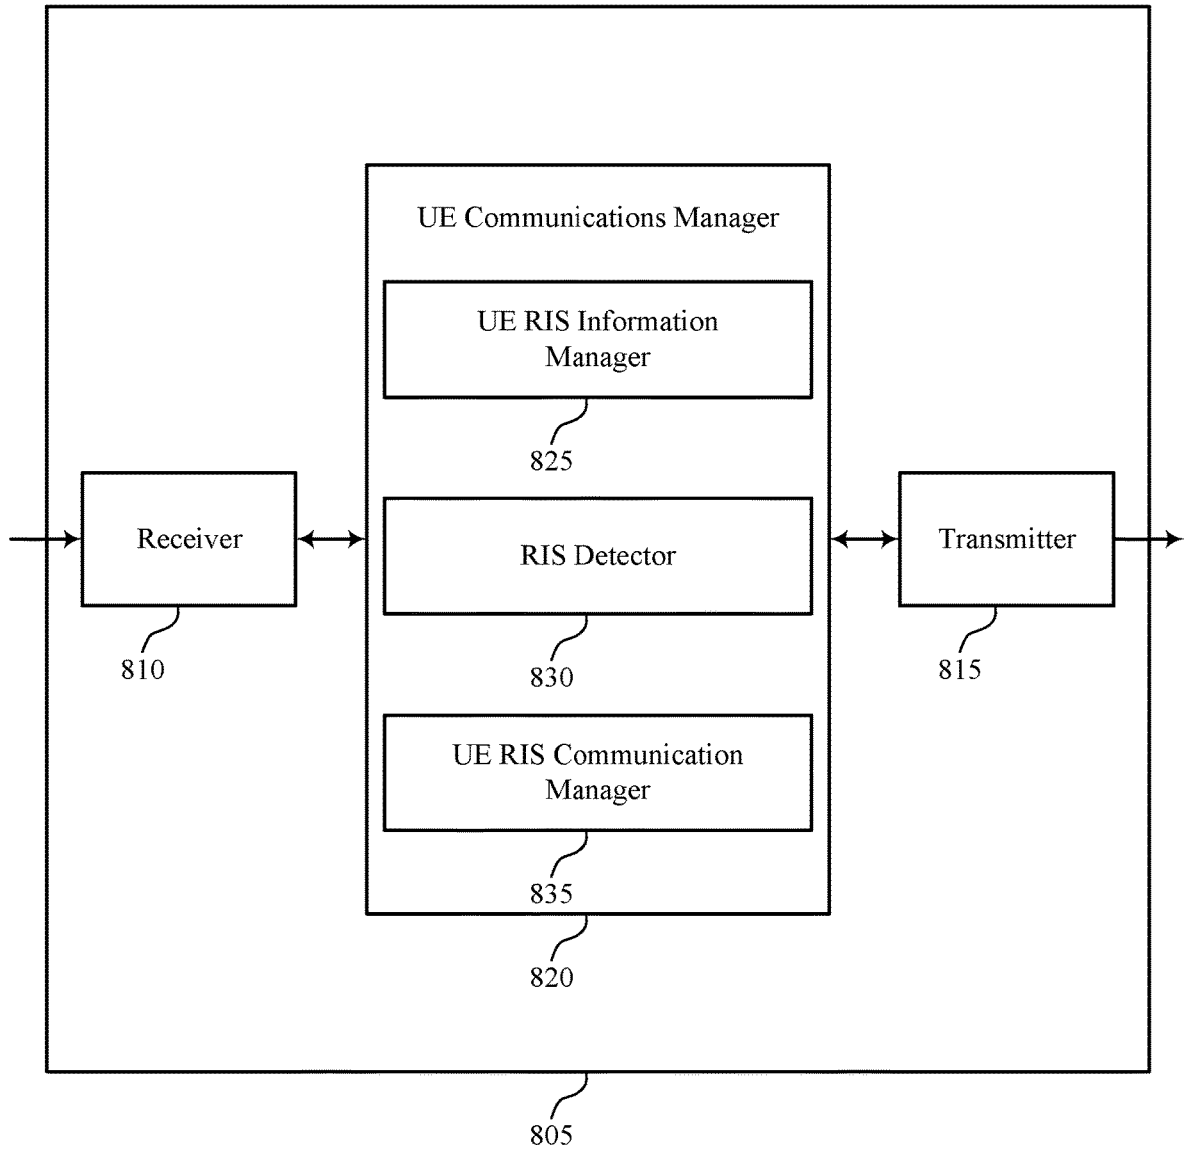 UE Communications Manager
UE RIS Information
Manager
825
Receiver
810
RIS Detector
830
Transmitter
815
UE RIS Communication
Manager
835
820
805